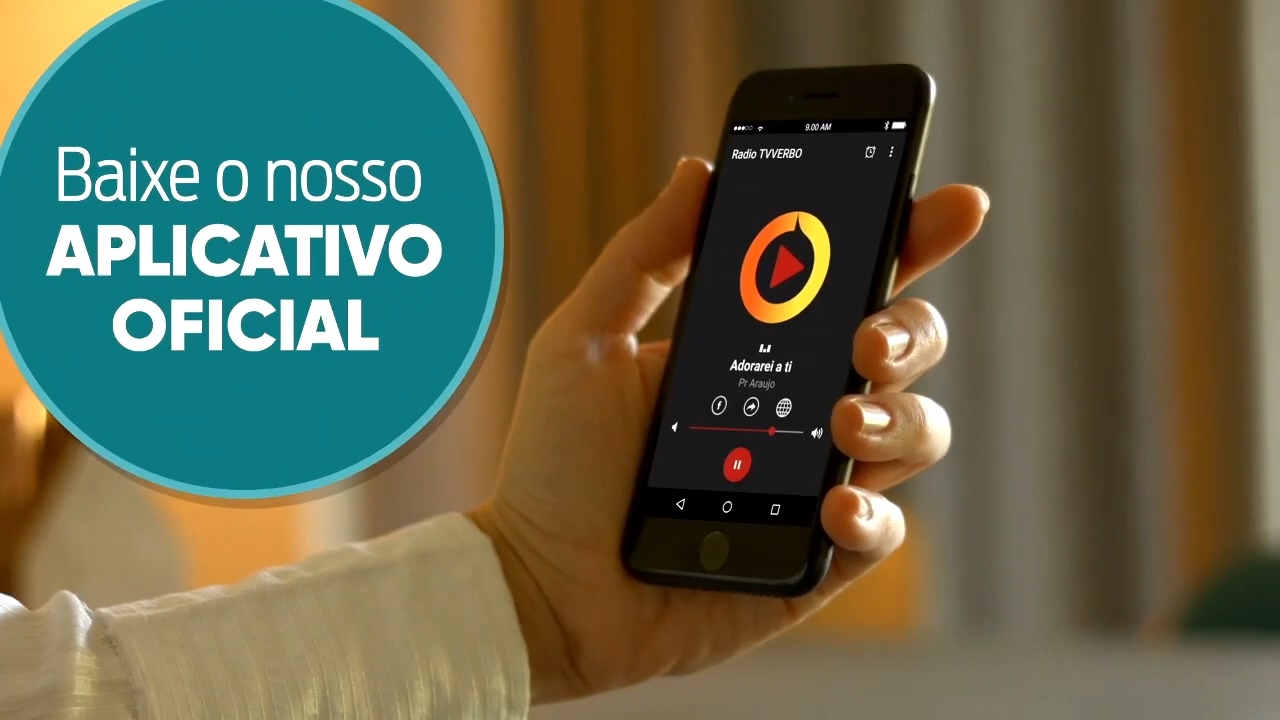 Baixe o nosso
APLICATIVO
OFICIAL
9.00 AM
Radio TVVERBO
Adorarei a ti
Pr Araujo